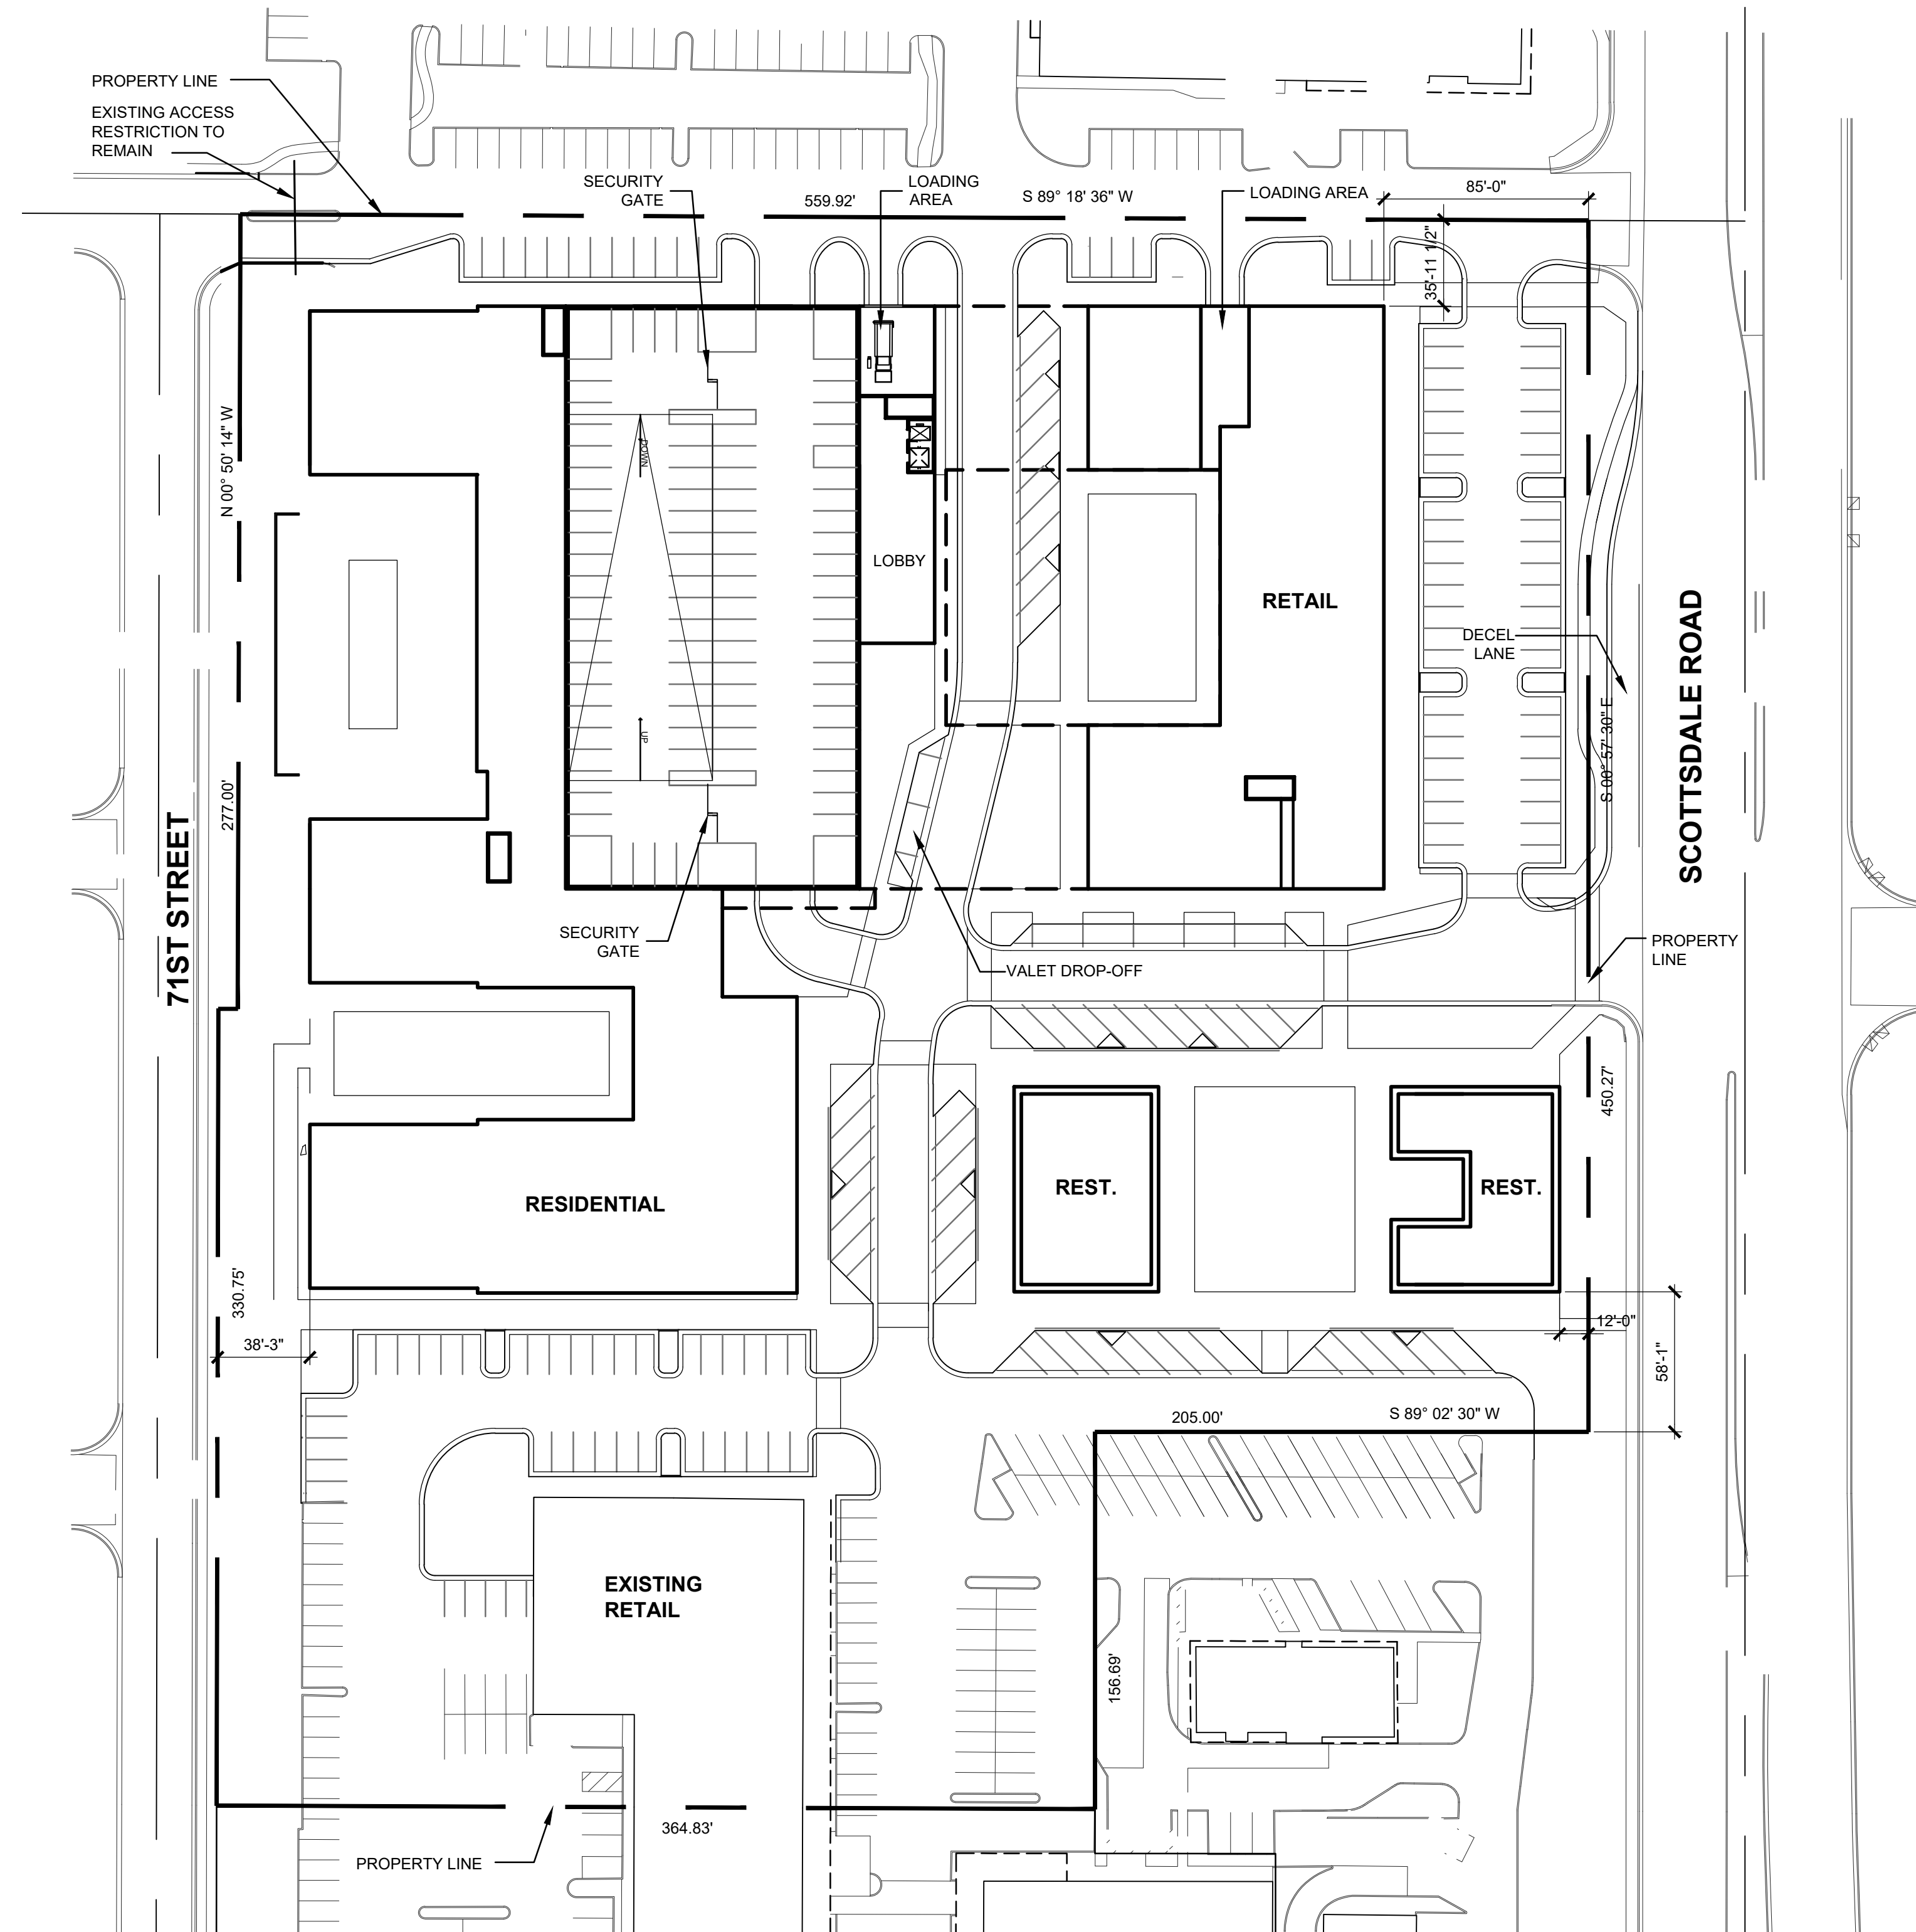 PROPERTY LINE
EXISTING ACCESS
RESTRICTION TO
REMAIN
SECURITY
GATE
559.92'
LOADING
AREA
S 89° 18' 36" W
LOADING AREA
85'-0"
35'-11 1/2"
N 00° 50' 14" W
DOWN
LOBBY
RETAIL
DECEL
LANE
SCOTTSDALE ROAD
S 00° 57' 30" E
UP
277.00'
71ST STREET
SECURITY
GATE
VALET DROP-OFF
PROPERTY
LINE
450.27'
RESIDENTIAL
REST.
REST.
330.75'
38'-3"
12'-0"
58'-1"
205.00'
S 89° 02' 30" W
EXISTING
RETAIL
156.69'
364.83'
PROPERTY LINE